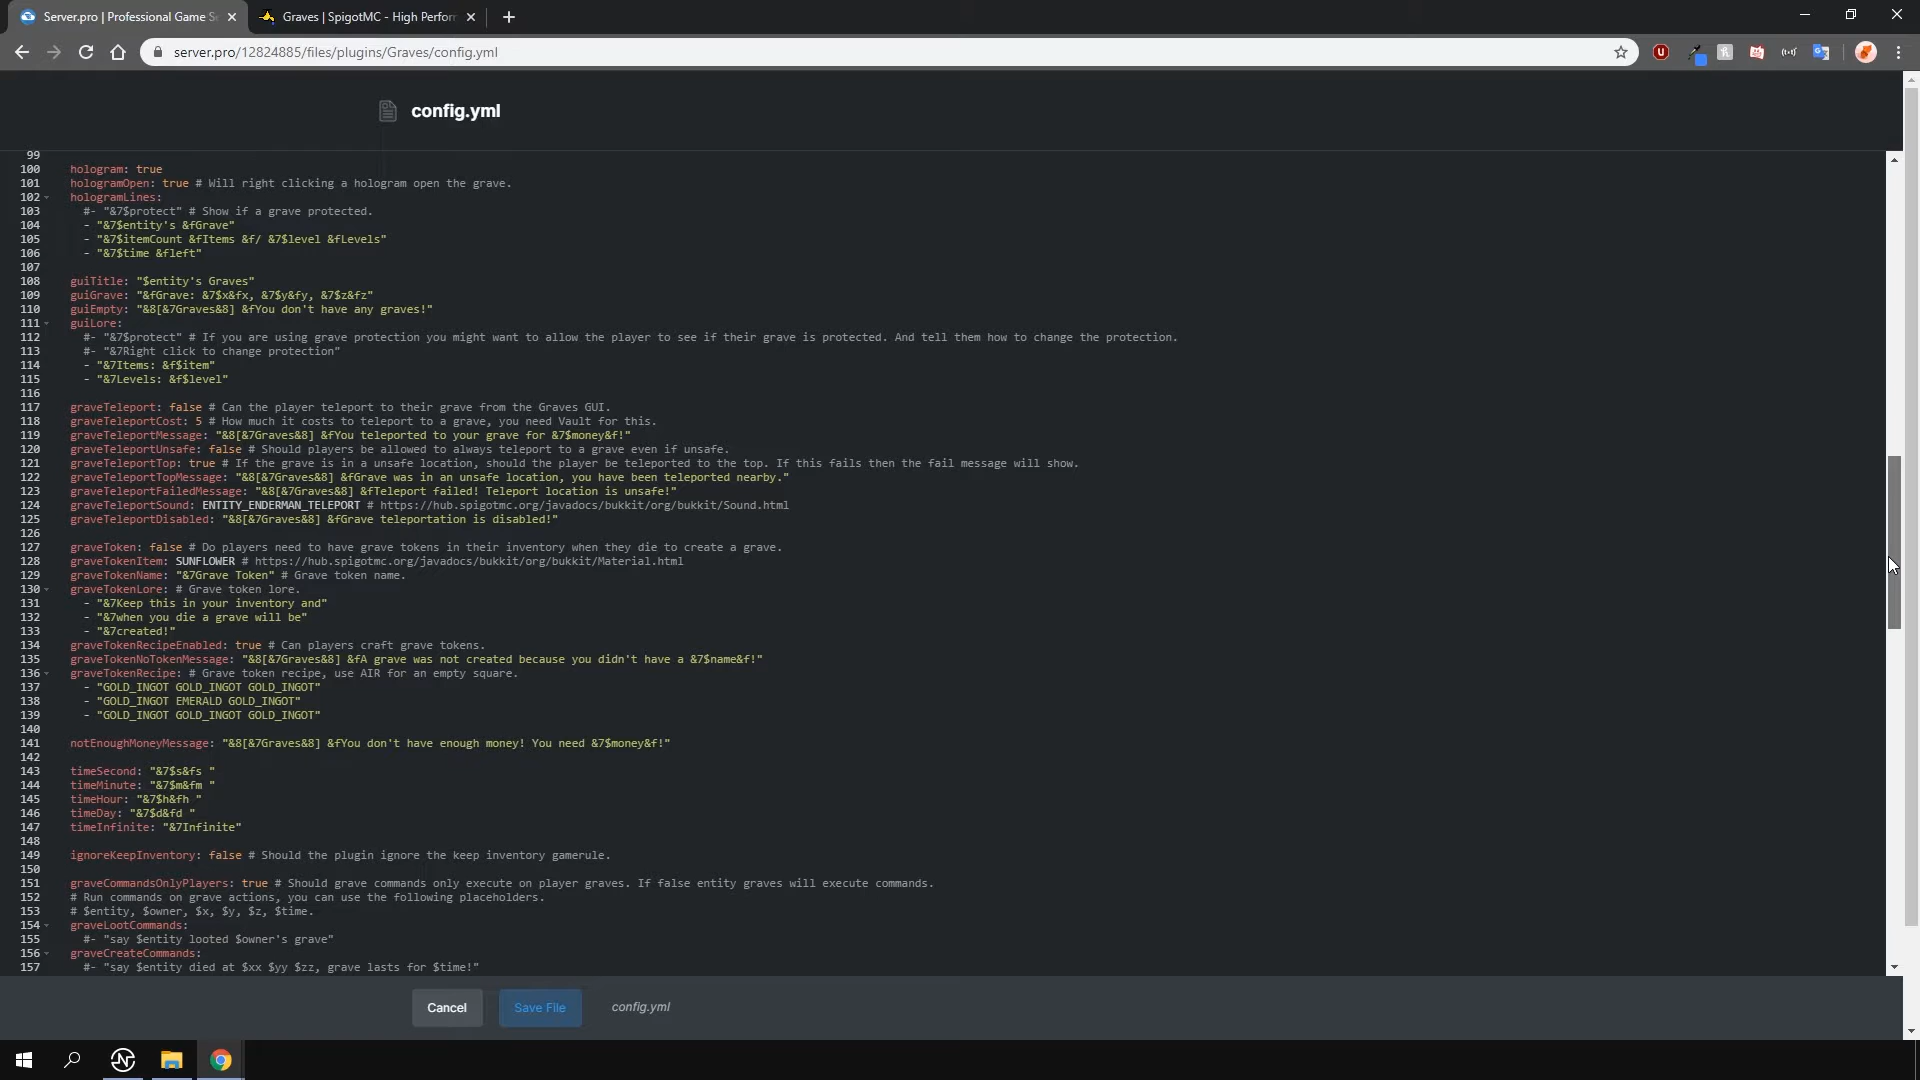 Server.pro | Professional Game S
Graves | SpigotMC - High Perfor
server.pro/12824885/files/plugins/Graves/config.yml
config.yml
99
100 hologram: true
101 hologramOpen: true # Will right clicking a hologram open the grave.
102 hologramLines:
103 #- "&7$protect" # Show if a grave protected.
104 - "&7$entity's &fGrave"
105 - "&7$itemCount &fItems &f/ &7$level &fLevels"
106 - "&7$time &fleft"
107
108 guiTitle: "$entity's Graves"
109 guiGrave: "&fGrave: &7$x&fx, &7$y&fy, &7$z&fz"
110 guiEmpty: "&8[&7Graves&8] &fYou don't have any graves!"
111 guiLore:
112 #- "&7$protect" # If you are using grave protection you might want to allow the player to see if their grave is protected. And tell them how to change the protection.
113 #- "&7Right click to change protection"
114 - "&7Items: &f$item"
115 - "&7Levels: &f$level"
116
117 graveTeleport: false # Can the player teleport to their grave from the Graves GUI.
118 graveTeleportCost: 5 # How much it costs to teleport to a grave, you need Vault for this.
119 graveTeleportMessage: "&8[&7Graves&8] &fYou teleported to your grave for &7$money&f!"
120 graveTeleportUnsafe: false # Should players be allowed to always teleport to a grave even if unsafe.
121 graveTeleportTop: true # If the grave is in a unsafe location, should the player be teleported to the top. If this fails then the fail message will show.
122 graveTeleportTopMessage: "&8[&7Graves&8] &fGrave was in an unsafe location, you have been teleported nearby."
123 graveTeleportFailedMessage: "&8[&7Graves&8] &fTeleport failed! Teleport location is unsafe!"
124 graveTeleportSound: ENTITY_ENDERMAN_TELEPORT # https://hub.spigotmc.org/javadocs/bukkit/org/bukkit/Sound.html
125 graveTeleportDisabled: "&8[&7Graves&8] &fGrave teleportation is disabled!"
126
127 graveToken: false # Do players need to have grave tokens in their inventory when they die to create a grave.
128 graveTokenItem: SUNFLOWER # https://hub.spigotmc.org/javadocs/bukkit/org/bukkit/Material.html
129 graveTokenName: "&7Grave Token" # Grave token name.
130 graveTokenLore: # Grave token lore.
131 - "&7Keep this in your inventory and"
132 - "&7when you die a grave will be"
133 - "&7created!"
134 graveTokenRecipeEnabled: true # Can players craft grave tokens.
135 graveTokenNoTokenMessage: "&8[&7Graves&8] &fA grave was not created because you didn't have a &7$name&f!"
136 graveTokenRecipe: # Grave token recipe, use AIR for an empty square.
137 - "GOLD_INGOT GOLD_INGOT GOLD_INGOT"
138 - "GOLD_INGOT EMERALD GOLD_INGOT"
139 - "GOLD_INGOT GOLD_INGOT GOLD_INGOT"
140
141 notEnoughMoneyMessage: "&8[&7Graves&8] &fYou don't have enough money! You need &7$money&f!"
142
143 timeSecond: "&7$s&fs "
144 timeMinute: "&7$m&fm "
145 timeHour: "&7$h&fh "
146 timeDay: "&7$d&fd "
147 timeInfinite: "&7Infinite"
148
149 ignoreKeepInventory: false # Should the plugin ignore the keep inventory gamerule.
150
151 graveCommandsOnlyPlayers: true # Should grave commands only execute on player graves. If false entity graves will execute commands.
152 # Run commands on grave actions, you can use the following placeholders.
153 # $entity, $owner, $x, $y, $z, $time.
154 graveLootCommands:
155 #- "say $entity looted $owner's grave"
156 graveCreateCommands:
157 #- "say $entity died at $xx $yy $zz, grave lasts for $time!"
Cancel
Save File
config.yml